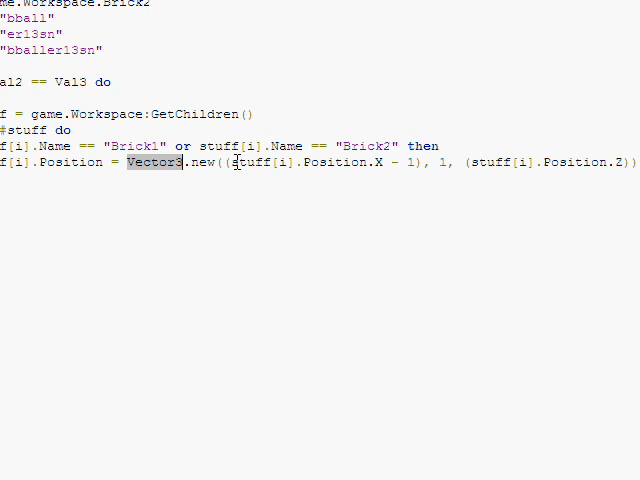 me.Workspace.Brick2
"bball"
"er13sn"
"bballer13sn"
al2 == Val3 do
f = game.Workspace:GetChildren()
#stuff do
f[i].Name == "Brick1" or stuff[i].Name == "Brick2" then
f[i].Position = Vector3.new((stuff[i].Position.X - 1), 1, (stuff[i].Position.Z))